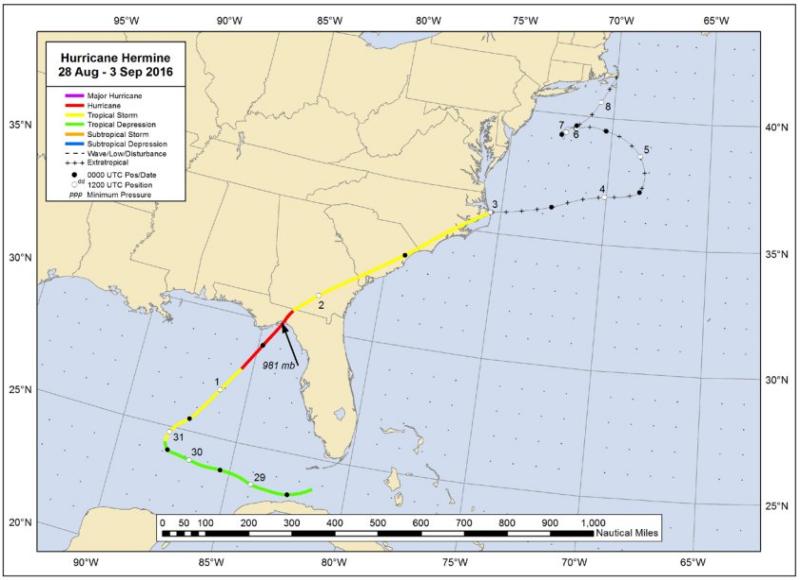 95°W 90°W 85°W 80°W 75°W 70°W 65°W
Hurricane Hermine
28 Aug - 3 Sep 2016
Major Hurricane
Hurricane
Tropical Storm
Tropical Depression
Subtropical Storm
Subtropical Depression
Wave/Low/Disturbance
Extratropical
0000 UTC Pos/Date
dd 1200 UTC Position
ppp Minimum Pressure
8
35°N
7
6
40°N
5
4
3
30°N
35°N
2
981 mb
25°N
1
30°N
31
30
29
20°N
25°N
0 50 100 200 300 400 500 600 700 800 900 1,000
Nautical Miles
90°W 85°W 80°W 75°W 70°W 65°W